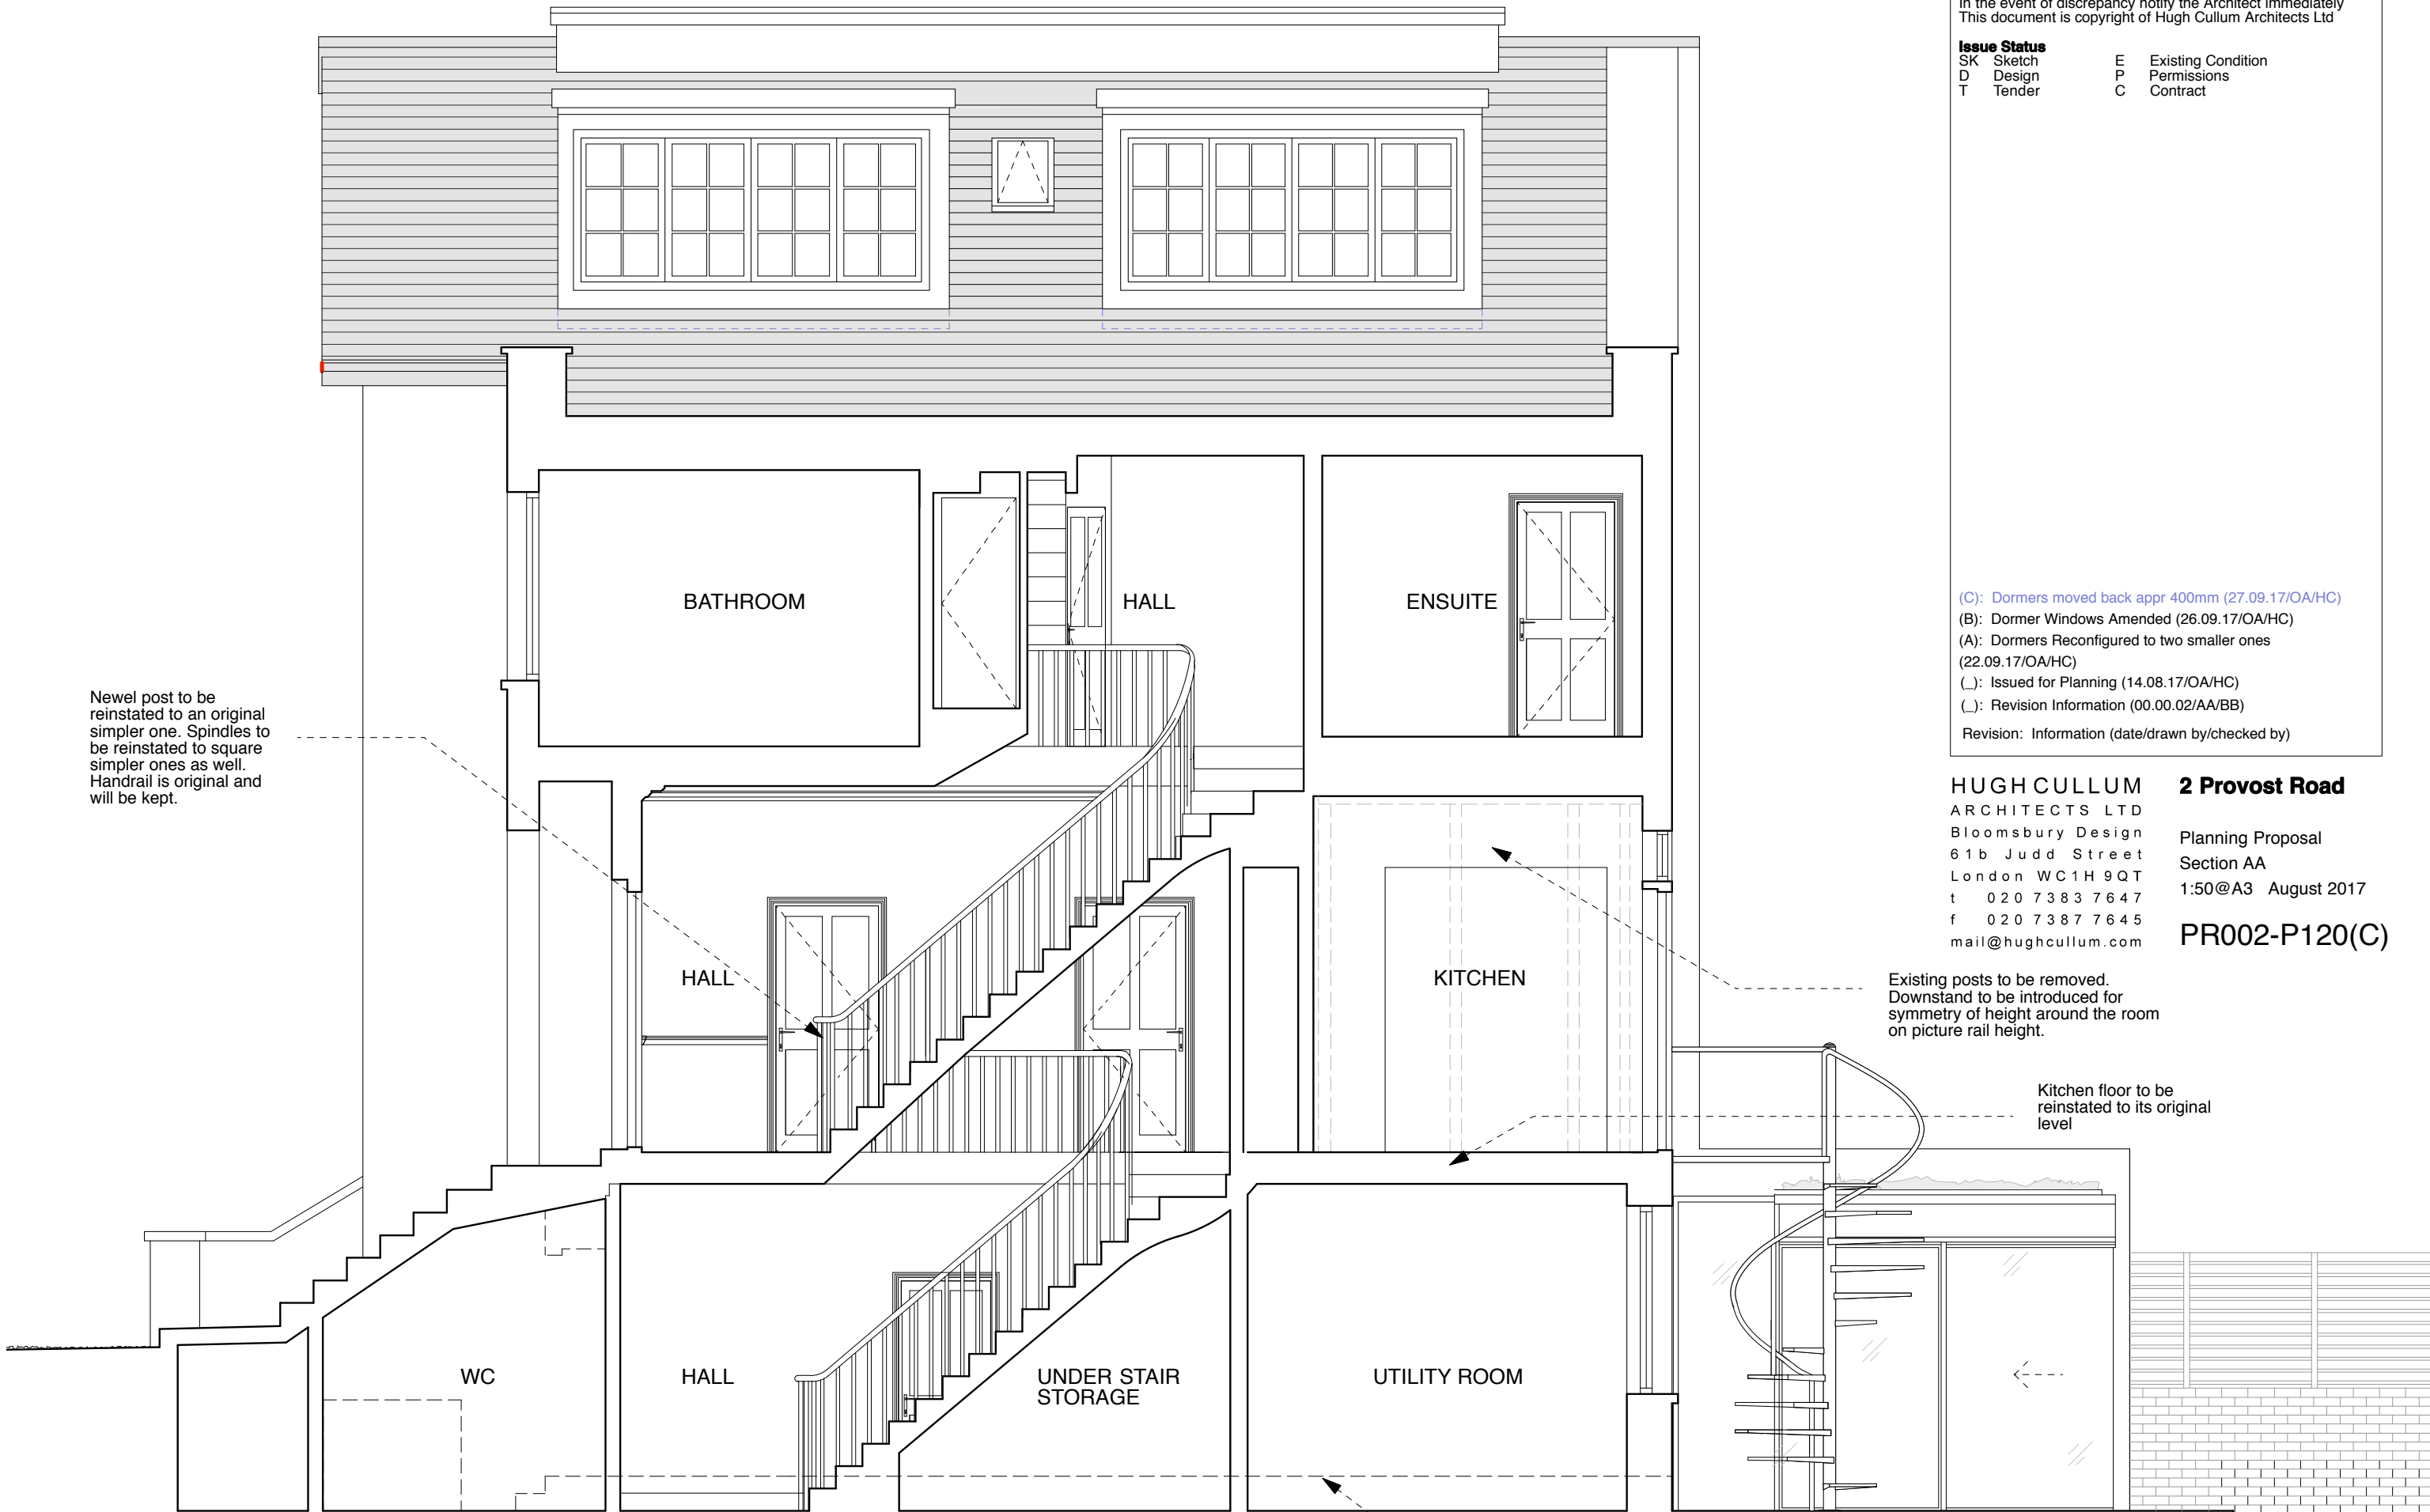 In the event of discrepancy notify the Architect immediately
This document is copyright of Hugh Cullum Architects Ltd
Issue Status
SK Sketch E Existing Condition
D Design P Permissions
T Tender C Contract
(C): Dormers moved back appr 400mm (27.09.17/OA/HC)
(B): Dormer Windows Amended (26.09.17/OA/HC)
(A): Dormers Reconfigured to two smaller ones
(22.09.17/OA/HC)
(_): Issued for Planning (14.08.17/OA/HC)
(_): Revision Information (00.00.02/AA/BB)
Revision: Information (date/drawn by/checked by)
HUGH CULLUM
ARCHITECTS LTD
Bloomsbury Design
61b Judd Street
London WC1H 9QT
t 020 7383 7647
f 020 7387 7645
mail@hughcullum.com
2 Provost Road
Planning Proposal
Section AA
1:50@A3 August 2017
PR002-P120(C)
BATHROOM
HALL
ENSUITE
Newel post to be
reinstated to an original
simpler one. Spindles to
be reinstated to square
simpler ones as well.
Handrail is original and
will be kept.
HALL
KITCHEN
Existing posts to be removed.
Downstand to be introduced for
symmetry of height around the room
on picture rail height.
Kitchen floor to be
reinstated to its original
level
WC
HALL
UNDER STAIR
STORAGE
UTILITY ROOM